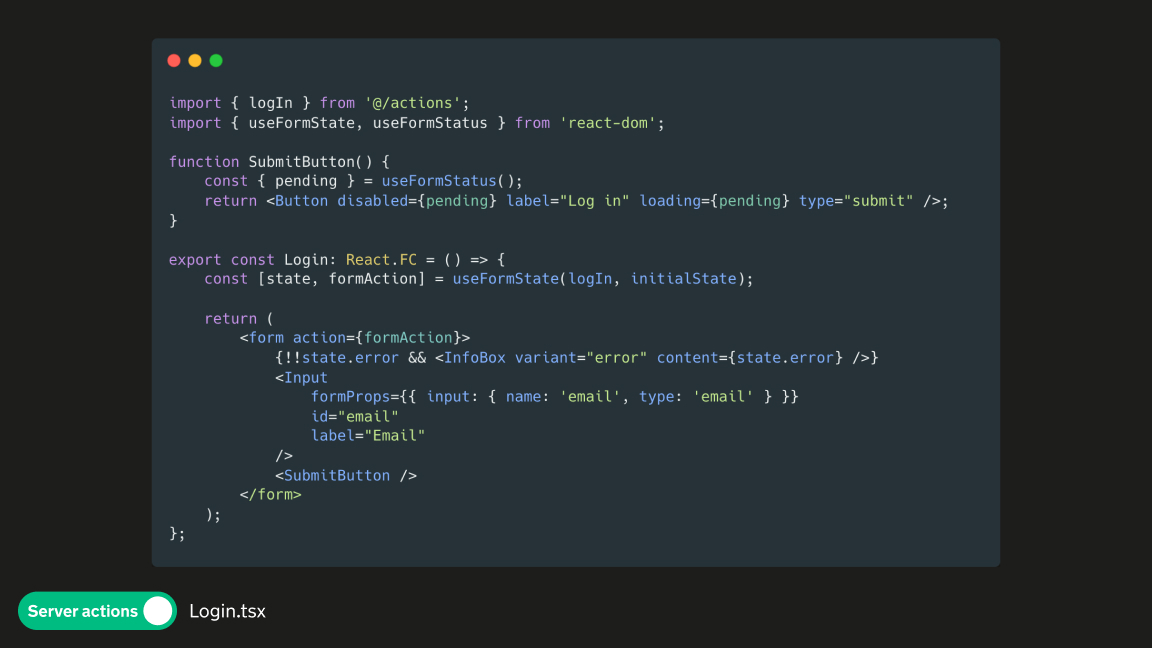 import { logIn } from '@/actions';
import { useFormState, useFormStatus } from 'react-dom';
function SubmitButton() {
    const { pending } = useFormStatus();
    return <Button disabled={pending} label="Log in" loading={pending} type="submit" />;
}
export const Login: React.FC = () => {
    const [state, formAction] = useFormState(logIn, initialState);
    return (
        <form action={formAction}>
            {!!state.error && <InfoBox variant="error" content={state.error} />}
            <Input
                formProps={{ input: { name: 'email', type: 'email' } }}
                id="email"
                label="Email"
            />
            <SubmitButton />
        </form>
    );
};
Server actions Login.tsx